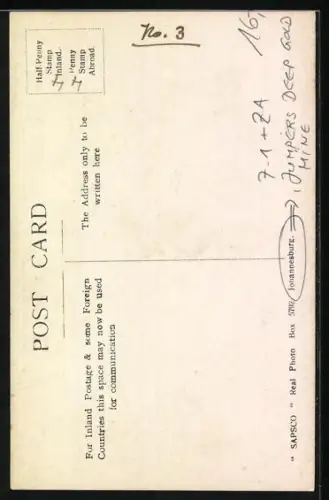 No. 3
Half-Penny
Stamp
Inland.
Penny
Stamp
Abroad.
POST CARD
For Inland Postage & some Foreign
Countries this space may now be used
for communication
The Address only to be
written here
16,
7-1+ZA
JUMPERS DEEP GOLD
MINE
" SAPSCO " Real Photo Box 5792, Johannesburg.